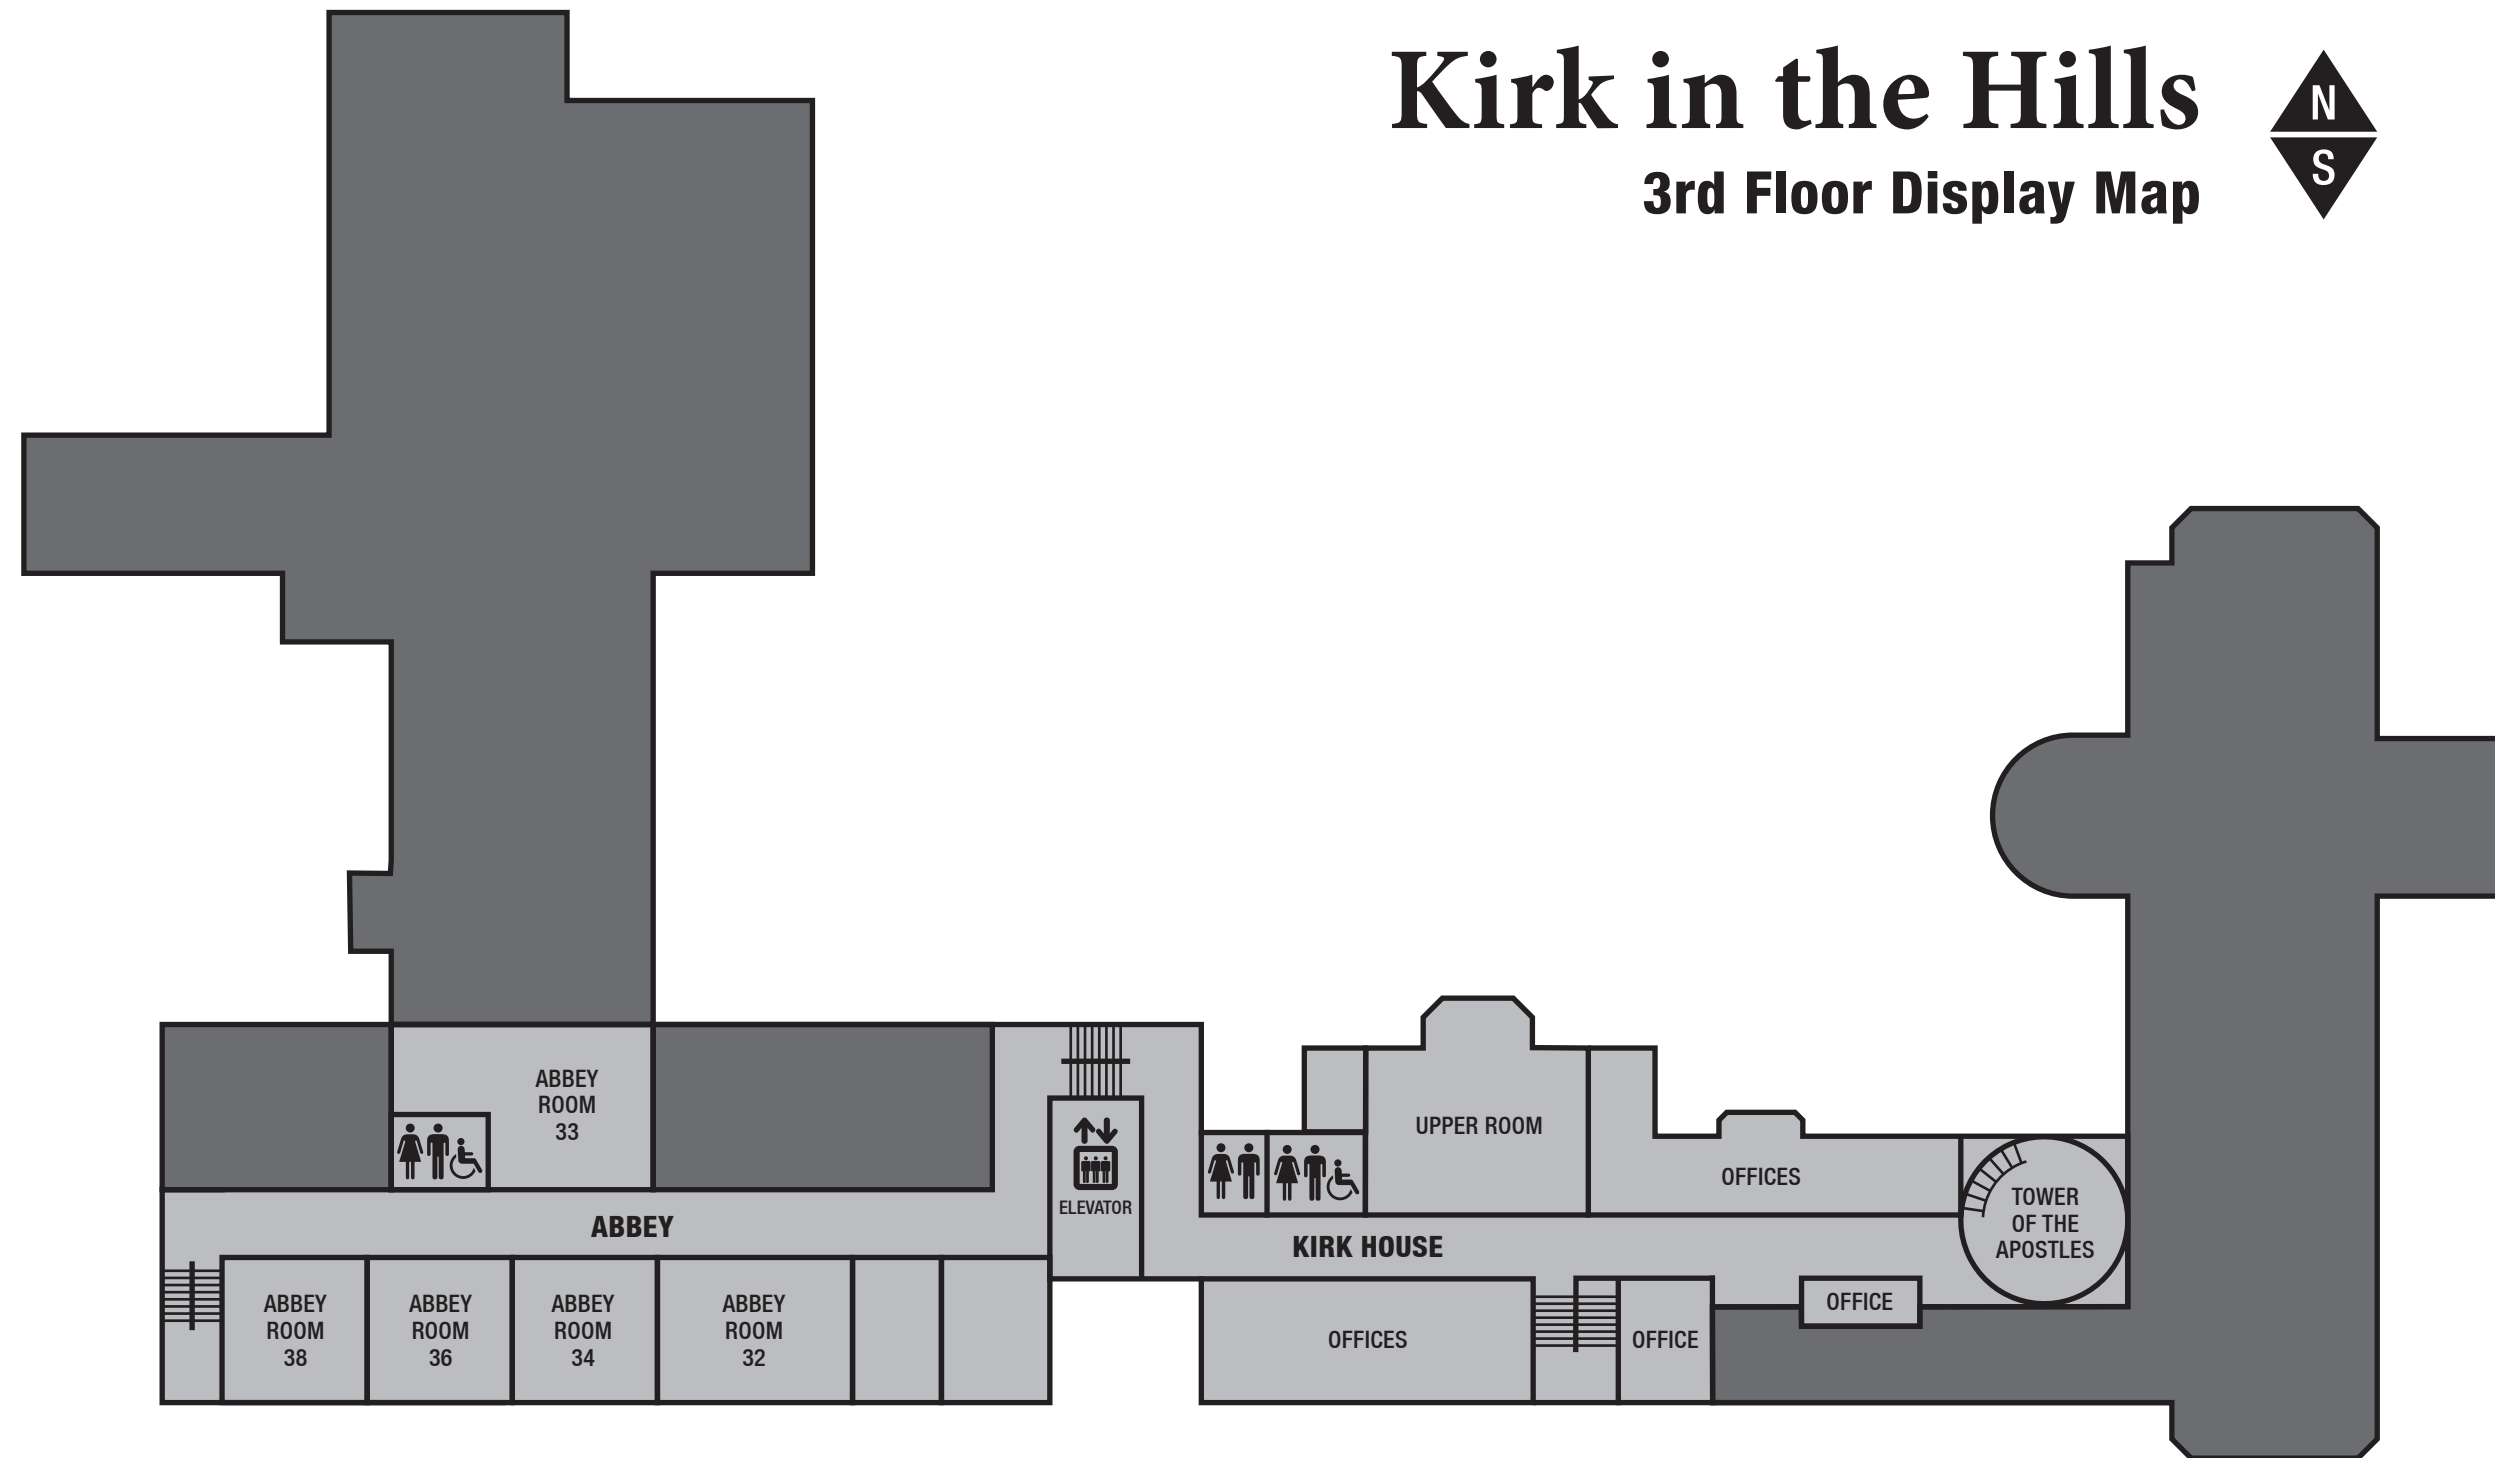 Kirk in the Hills
3rd Floor Display Map
N
S
ABBEY
ROOM
33
UPPER ROOM
OFFICES
ELEVATOR
TOWER
OF THE
APOSTLES
ABBEY
KIRK HOUSE
ABBEY
ROOM
38
ABBEY
ROOM
36
ABBEY
ROOM
34
ABBEY
ROOM
32
OFFICES
OFFICE
OFFICE